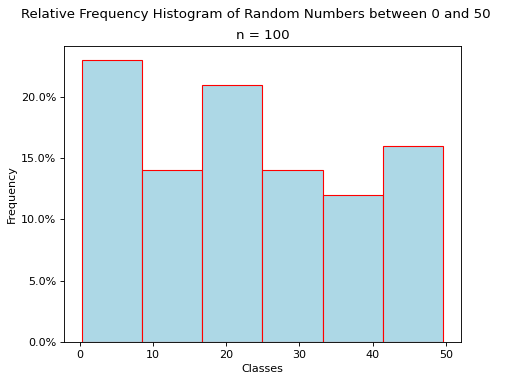 Relative Frequency Histogram of Random Numbers between 0 and 50
n = 100
20.0%
15.0%
10.0%
5.0%
0.0%
Frequency
0 10 20 30 40 50
Classes